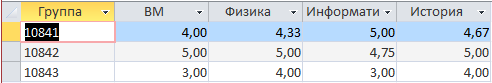 Группа ВМ Физика Информати История
10841 4,00 4,33 5,00 4,67
10842 5,00 5,00 4,75 5,00
10843 3,00 4,00 3,00 4,00